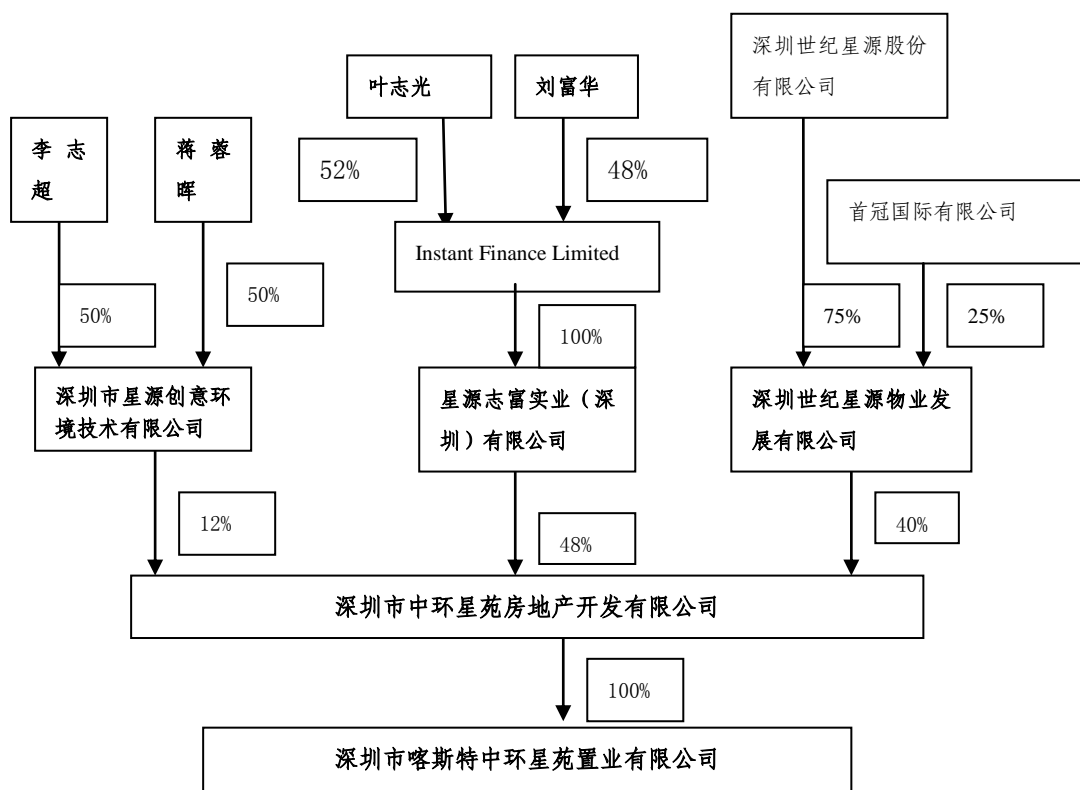 深圳世纪星源股份
有限公司
叶志光
刘富华
李 志
超
蒋 蓉
晖
52%
48%
首冠国际有限公司
Instant Finance Limited
50%
50%
100%
75%
25%
深圳市星源创意环
境技术有限公司
星源志富实业（深
圳）有限公司
深圳世纪星源物业发
展有限公司
12%
48%
40%
深圳市中环星苑房地产开发有限公司
100%
深圳市喀斯特中环星苑置业有限公司